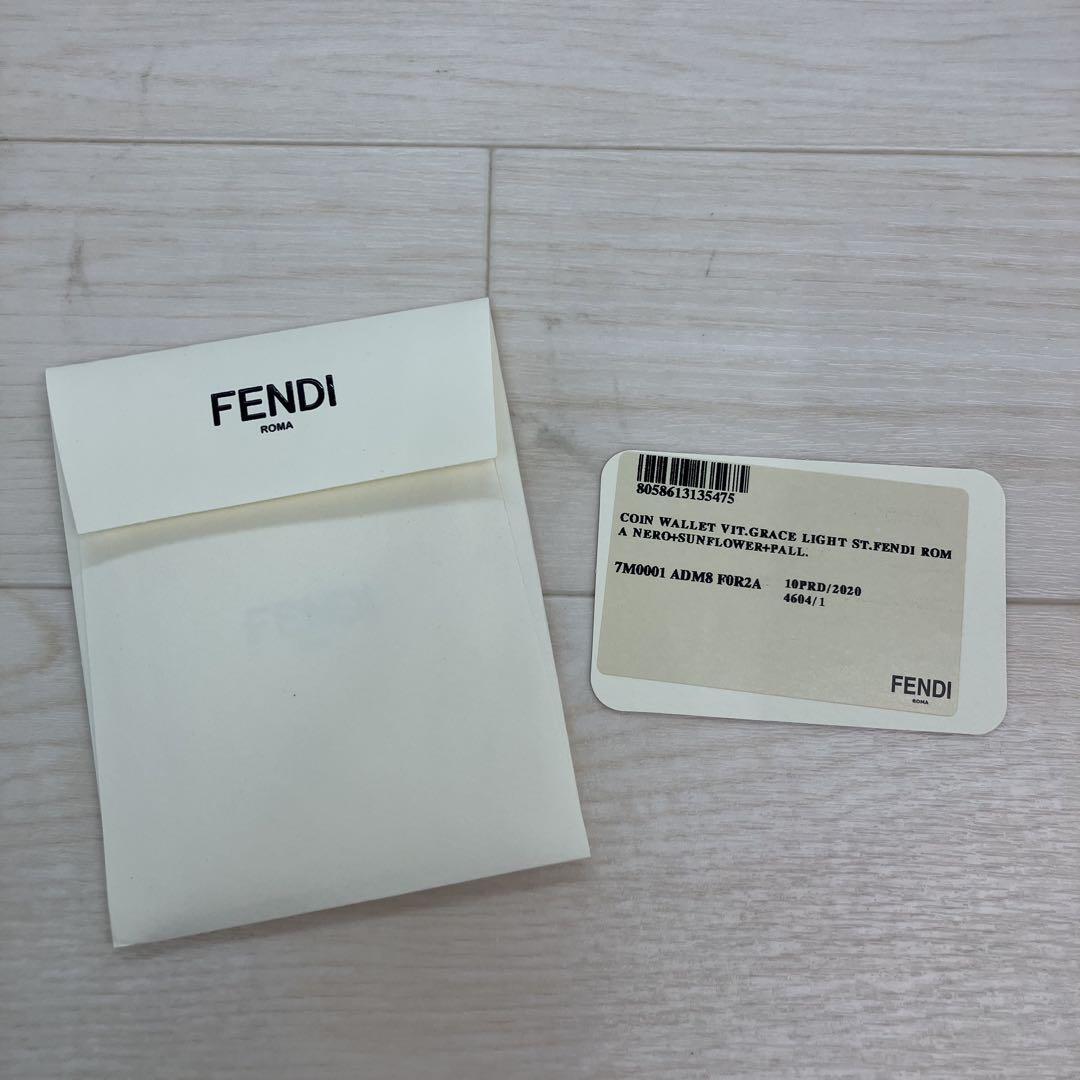 FENDI
ROMA
8058613135475
COIN WALLET VIT.GRACE LIGHT ST.FENDI ROM
A NERO+SUNFLOWER+PALL.
7M0001 ADM8 F0R2A 10PRD/2020
4604/1
FENDI
ROMA